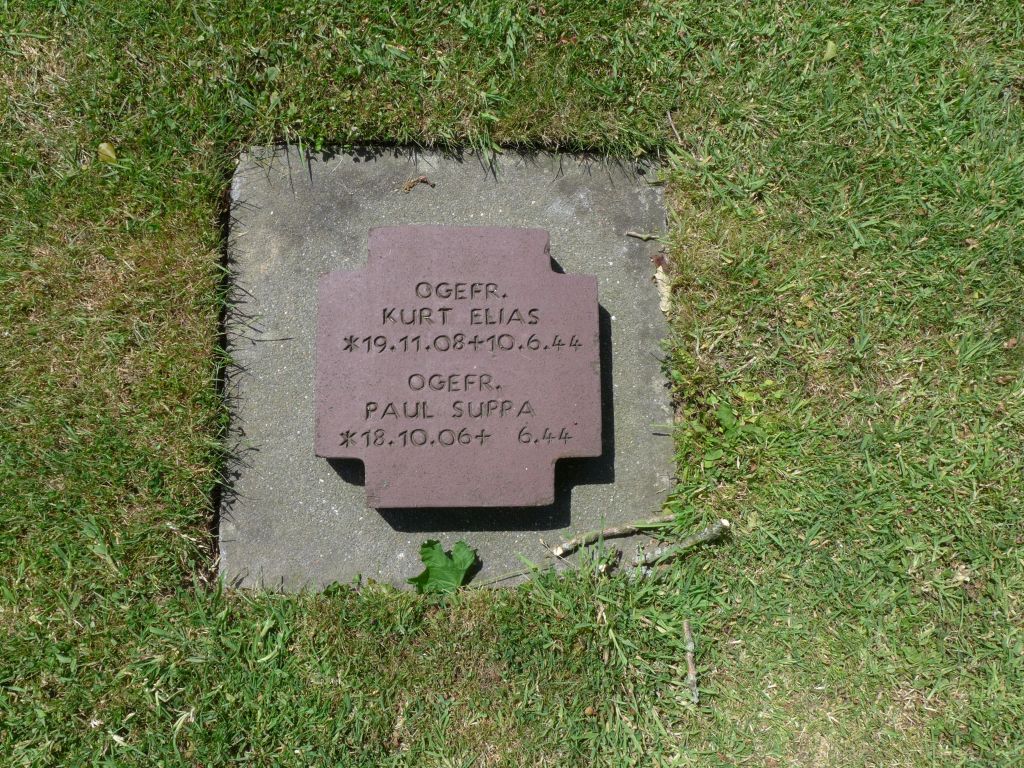 OGEFR.
KURT ELIAS
*19.11.08+10.6.44
OGEFR.
PAUL SUPPA
*18.10.06+ 6.44